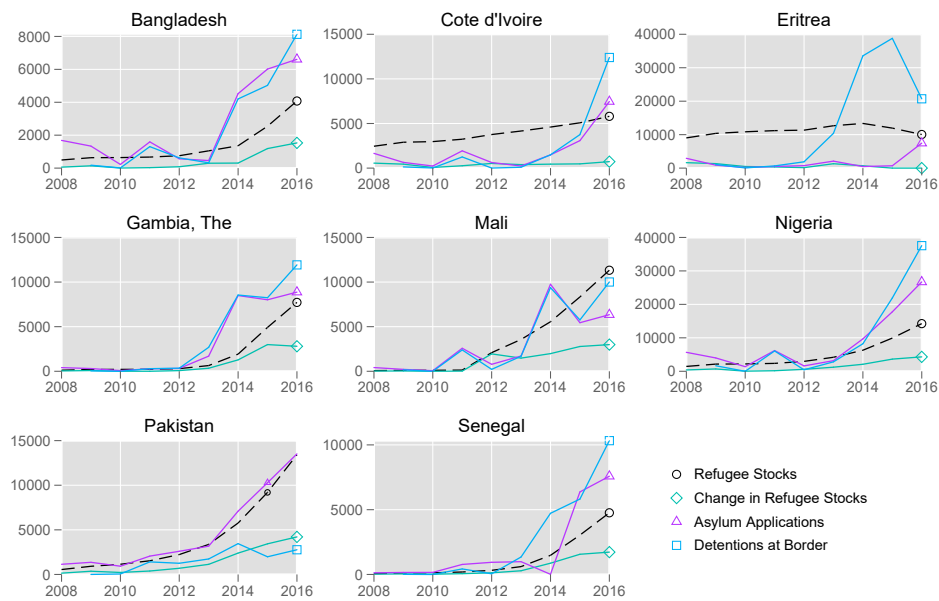 Bangladesh
8000
6000
4000
2000
0
2008 2010 2012 2014 2016
Cote d'Ivoire
15000
10000
5000
0
2008 2010 2012 2014 2016
Eritrea
40000
30000
20000
10000
0
2008 2010 2012 2014 2016
Gambia, The
15000
10000
5000
0
2008 2010 2012 2014 2016
Mali
15000
10000
5000
0
2008 2010 2012 2014 2016
Nigeria
40000
30000
20000
10000
0
2008 2010 2012 2014 2016
Pakistan
15000
10000
5000
0
2008 2010 2012 2014 2016
Senegal
10000
5000
0
2008 2010 2012 2014 2016
Refugee Stocks
Change in Refugee Stocks
Asylum Applications
Detentions at Border